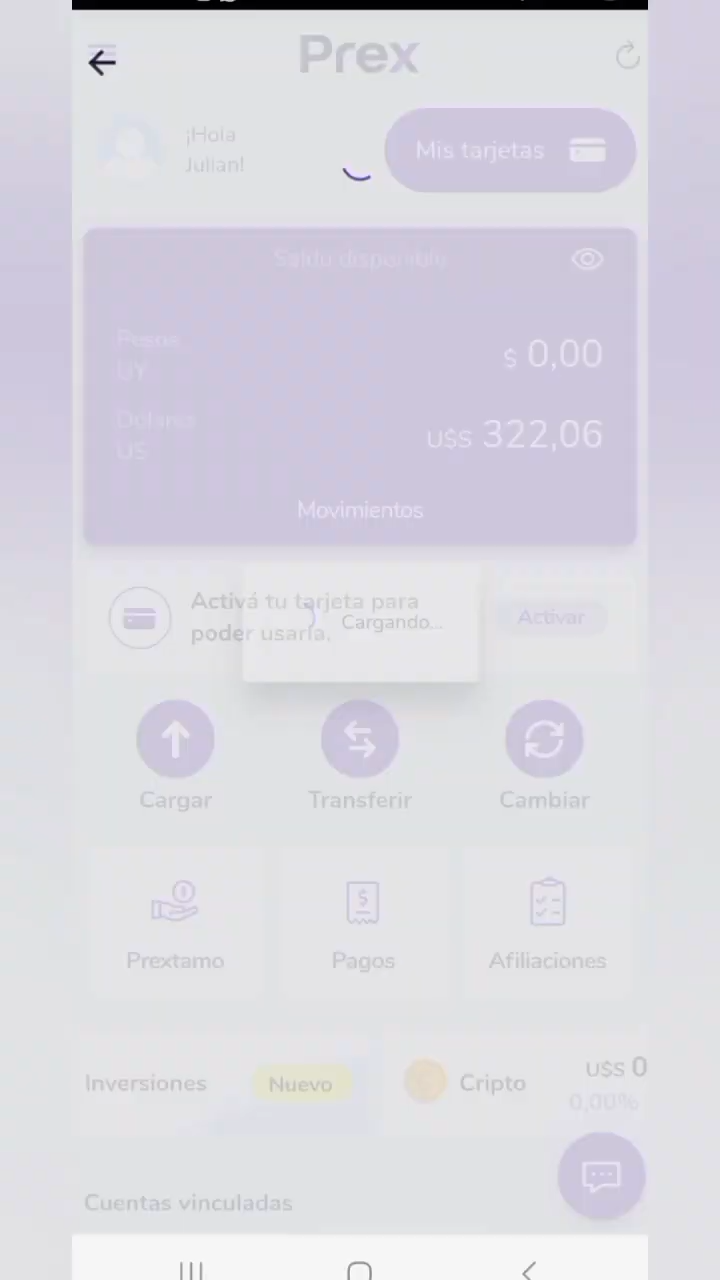 Prex
¡Hola
Julian!
Mis tarjetas
Saldo disponible
Pesos
UY
$ 0,00
Dólares
US
U$S 322,06
Movimientos
Activá tu tarjeta para
poder usarla.
Activar
Cargando...
Cargar
Transferir
Cambiar
Prextamo
Pagos
Afiliaciones
Inversiones
Nuevo
Cripto
U$S 0
0,00%
Cuentas vinculadas